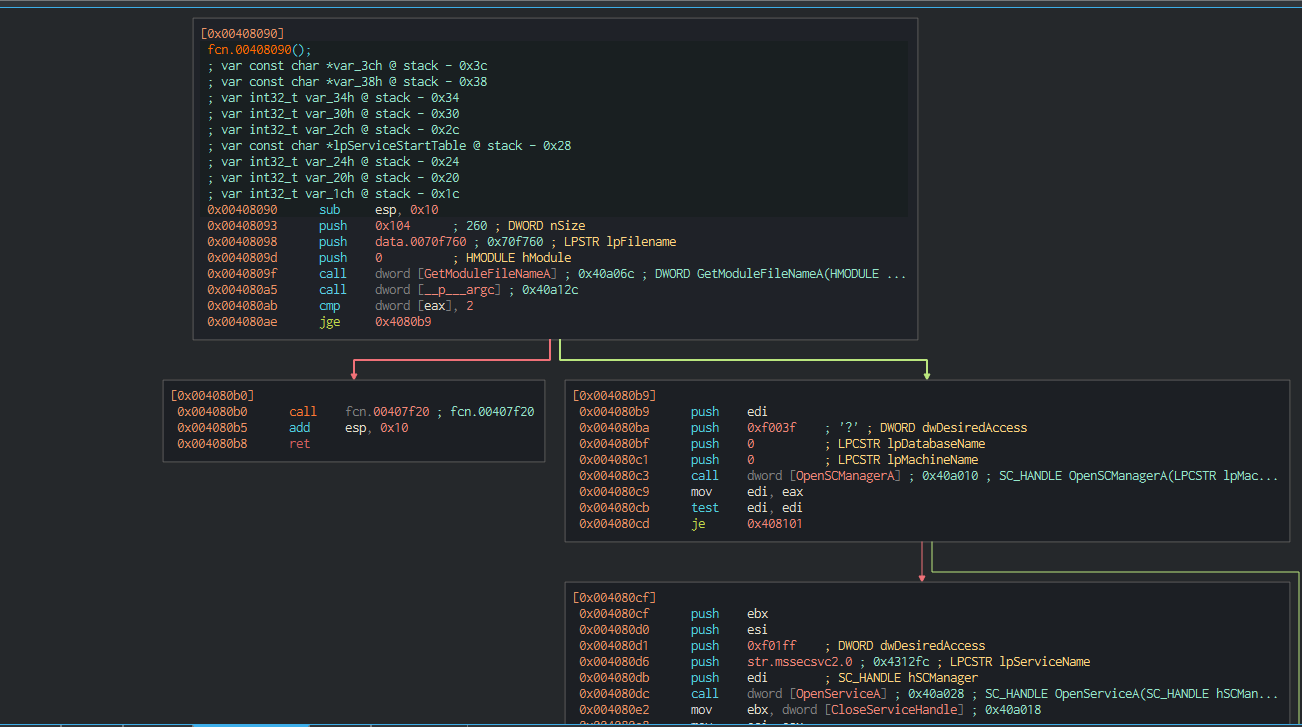 [0x00408090]
fcn.00408090();
; var const char *var_3ch @ stack - 0x3c
; var const char *var_38h @ stack - 0x38
; var int32_t var_34h @ stack - 0x34
; var int32_t var_30h @ stack - 0x30
; var int32_t var_2ch @ stack - 0x2c
; var const char *lpServiceStartTable @ stack - 0x28
; var int32_t var_24h @ stack - 0x24
; var int32_t var_20h @ stack - 0x20
; var int32_t var_1ch @ stack - 0x1c
0x00408090 sub esp, 0x10
0x00408093 push 0x104 ; 260 ; DWORD nSize
0x00408098 push data.0070f760 ; 0x70f760 ; LPSTR lpFilename
0x0040809d push 0 ; HMODULE hModule
0x0040809f call dword [GetModuleFileNameA] ; 0x40a06c ; DWORD GetModuleFileNameA(HMODULE ...
0x004080a5 call dword [__p___argc] ; 0x40a12c
0x004080ab cmp dword [eax], 2
0x004080ae jge 0x4080b9
[0x004080b0]
0x004080b0 call fcn.00407f20 ; fcn.00407f20
0x004080b5 add esp, 0x10
0x004080b8 ret
[0x004080b9]
0x004080b9 push edi
0x004080ba push 0xf003f ; '?' ; DWORD dwDesiredAccess
0x004080bf push 0 ; LPCSTR lpDatabaseName
0x004080c1 push 0 ; LPCSTR lpMachineName
0x004080c3 call dword [OpenSCManagerA] ; 0x40a010 ; SC_HANDLE OpenSCManagerA(LPCSTR lpMac...
0x004080c9 mov edi, eax
0x004080cb test edi, edi
0x004080cd je 0x408101
[0x004080cf]
0x004080cf push ebx
0x004080d0 push esi
0x004080d1 push 0xf01ff ; DWORD dwDesiredAccess
0x004080d6 push str.mssecsvc2.0 ; 0x4312fc ; LPCSTR lpServiceName
0x004080db push edi ; SC_HANDLE hSCManager
0x004080dc call dword [OpenServiceA] ; 0x40a028 ; SC_HANDLE OpenServiceA(SC_HANDLE hSCMan...
0x004080e2 mov ebx, dword [CloseServiceHandle] ; 0x40a018